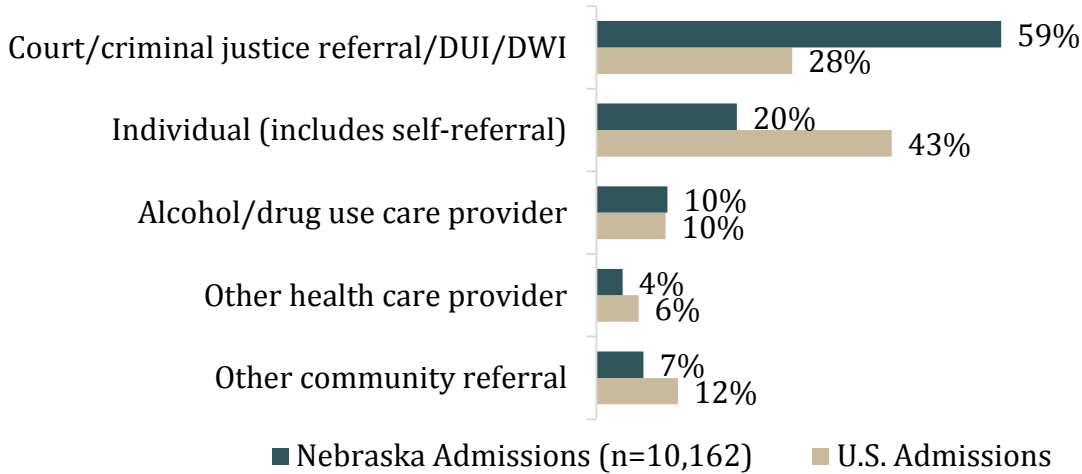 Court/criminal justice referral/DUI/DWI
59%
28%
Individual (includes self-referral)
20%
43%
Alcohol/drug use care provider
10%
10%
Other health care provider
4%
6%
Other community referral
7%
12%
Nebraska Admissions (n=10,162) U.S. Admissions